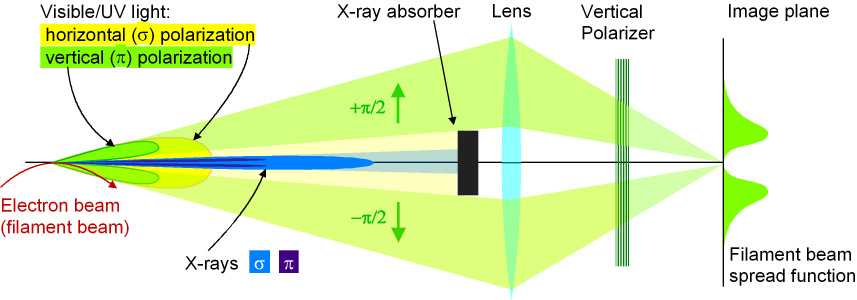 Visible/UV light:
horizontal (σ) polarization
vertical (π) polarization
X-ray absorber
Lens
Vertical
Polarizer
Image plane
+π/2
Electron beam
(filament beam)
−π/2
X-rays σ π
Filament beam
spread function